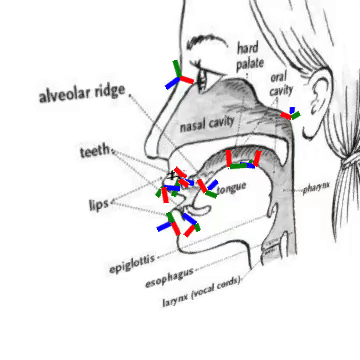 hard
palate
oral
cavity
alveolar ridge
nasal cavity
teeth
tongue
pharynx
lips
epiglottis
esophagus
larynx (vocal cords)